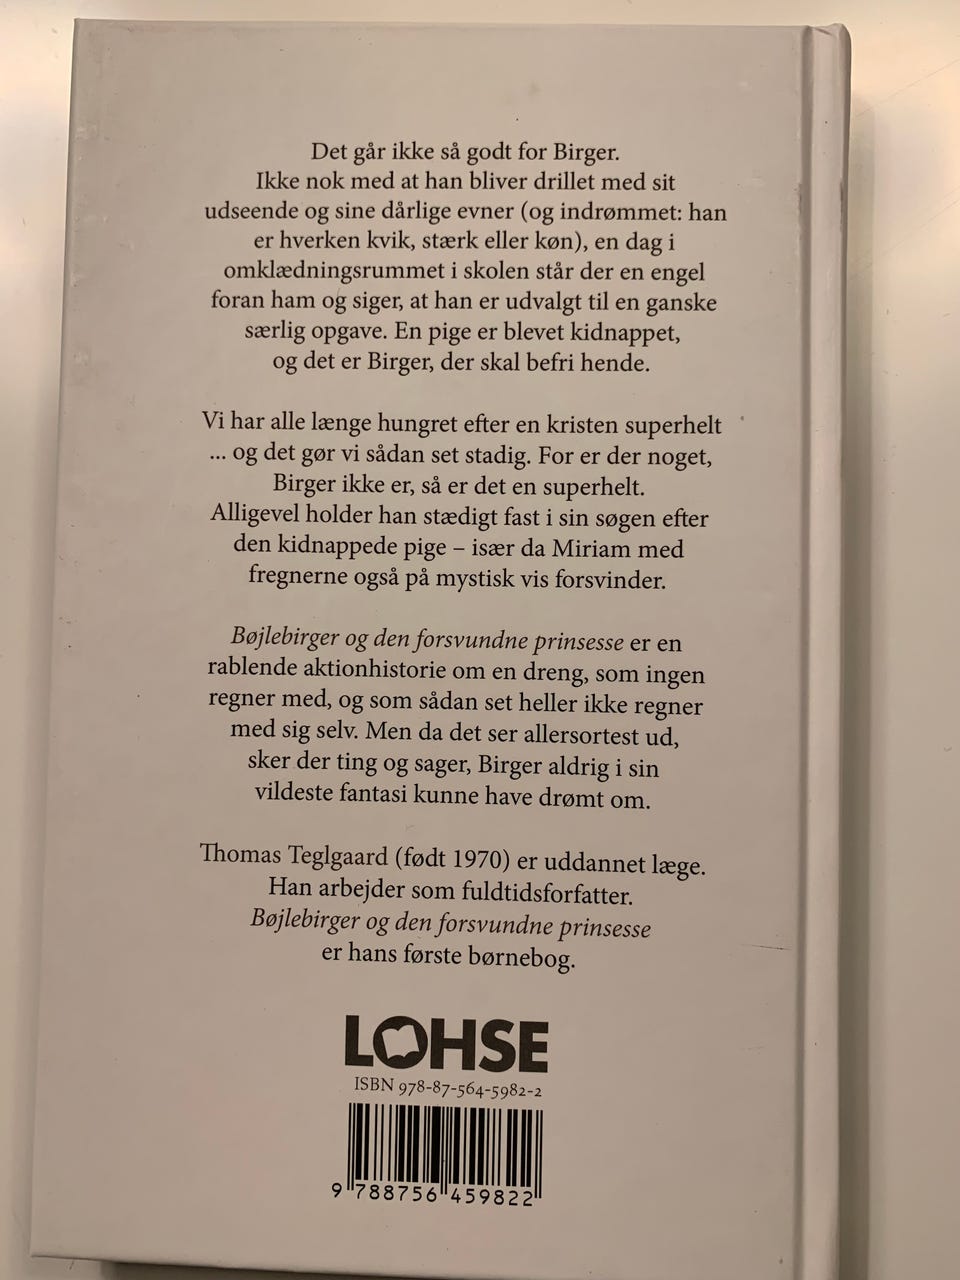 Det går ikke så godt for Birger.
Ikke nok med at han bliver drillet med sit
udseende og sine dårlige evner (og indrømmet: han
er hverken kvik, stærk eller køn), en dag i
omklædningsrummet i skolen står der en engel
foran ham og siger, at han er udvalgt til en ganske
særlig opgave. En pige er blevet kidnappet,
og det er Birger, der skal befri hende.
Vi har alle længe hungret efter en kristen superhelt
... og det gør vi sådan set stadig. For er der noget,
Birger ikke er, så er det en superhelt.
Alligevel holder han stædigt fast i sin søgen efter
den kidnappede pige – især da Miriam med
fregnerne også på mystisk vis forsvinder.
Bøjlebirger og den forsvundne prinsesse er en
rablende aktionhistorie om en dreng, som ingen
regner med, og som sådan set heller ikke regner
med sig selv. Men da det ser allersortest ud,
sker der ting og sager, Birger aldrig i sin
vildeste fantasi kunne have drømt om.
Thomas Teglgaard (født 1970) er uddannet læge.
Han arbejder som fuldtidsforfatter.
Bøjlebirger og den forsvundne prinsesse
er hans første børnebog.
LOHSE
ISBN 978-87-564-5982-2
9 788756 459822